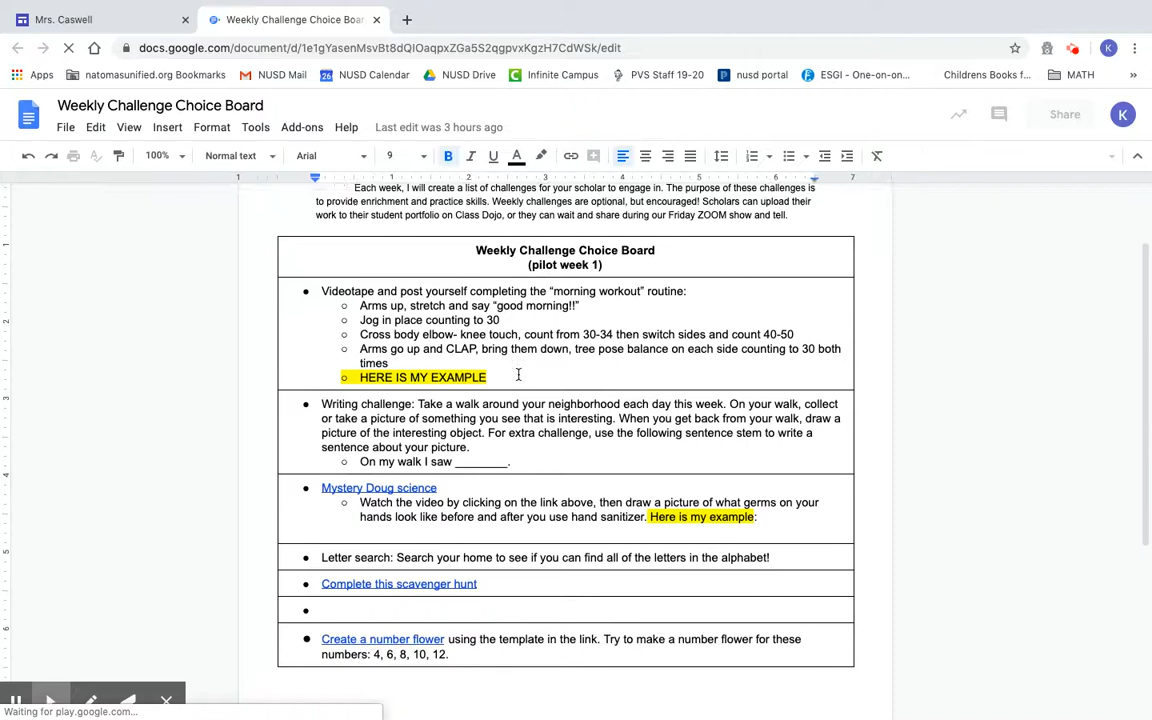 Mrs. Caswell
Weekly Challenge Choice Boar
docs.google.com/document/d/1e1gYasenMsvBt8dQIOaqpxZGa5S2qgpvxKgzH7CdWSk/edit
K
Apps
natomasunified.org Bookmarks
NUSD Mail
26
NUSD Calendar
NUSD Drive
Infinite Campus
PVS Staff 19-20
nusd portal
ESGI - One-on-on...
Childrens Books f...
MATH
»
Weekly Challenge Choice Board
File Edit View Insert Format Tools Add-ons Help Last edit was 3 hours ago
Share
K
100% Normal text Arial 9 B I U A
1 1 2 3 4 5 6 7
Each week, I will create a list of challenges for your scholar to engage in. The purpose of these challenges is
to provide enrichment and practice skills. Weekly challenges are optional, but encouraged! Scholars can upload their
work to their student portfolio on Class Dojo, or they can wait and share during our Friday ZOOM show and tell.
Weekly Challenge Choice Board
(pilot week 1)
● Videotape and post yourself completing the “morning workout” routine:
○ Arms up, stretch and say “good morning!!”
○ Jog in place counting to 30
○ Cross body elbow- knee touch, count from 30-34 then switch sides and count 40-50
○ Arms go up and CLAP, bring them down, tree pose balance on each side counting to 30 both
times
○ HERE IS MY EXAMPLE
● Writing challenge: Take a walk around your neighborhood each day this week. On your walk, collect
or take a picture of something you see that is interesting. When you get back from your walk, draw a
picture of the interesting object. For extra challenge, use the following sentence stem to write a
sentence about your picture.
○ On my walk I saw ________.
● Mystery Doug science
○ Watch the video by clicking on the link above, then draw a picture of what germs on your
hands look like before and after you use hand sanitizer. Here is my example:
● Letter search: Search your home to see if you can find all of the letters in the alphabet!
● Complete this scavenger hunt
●
● Create a number flower using the template in the link. Try to make a number flower for these
numbers: 4, 6, 8, 10, 12.
1
2
3
4
5
6
Waiting for play.google.com...